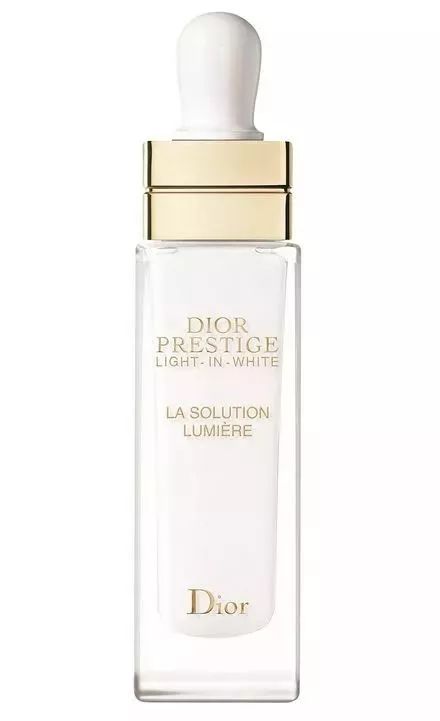 DIOR
PRESTIGE
LIGHT-IN-WHITE
LA SOLUTION
LUMIÈRE
Dior